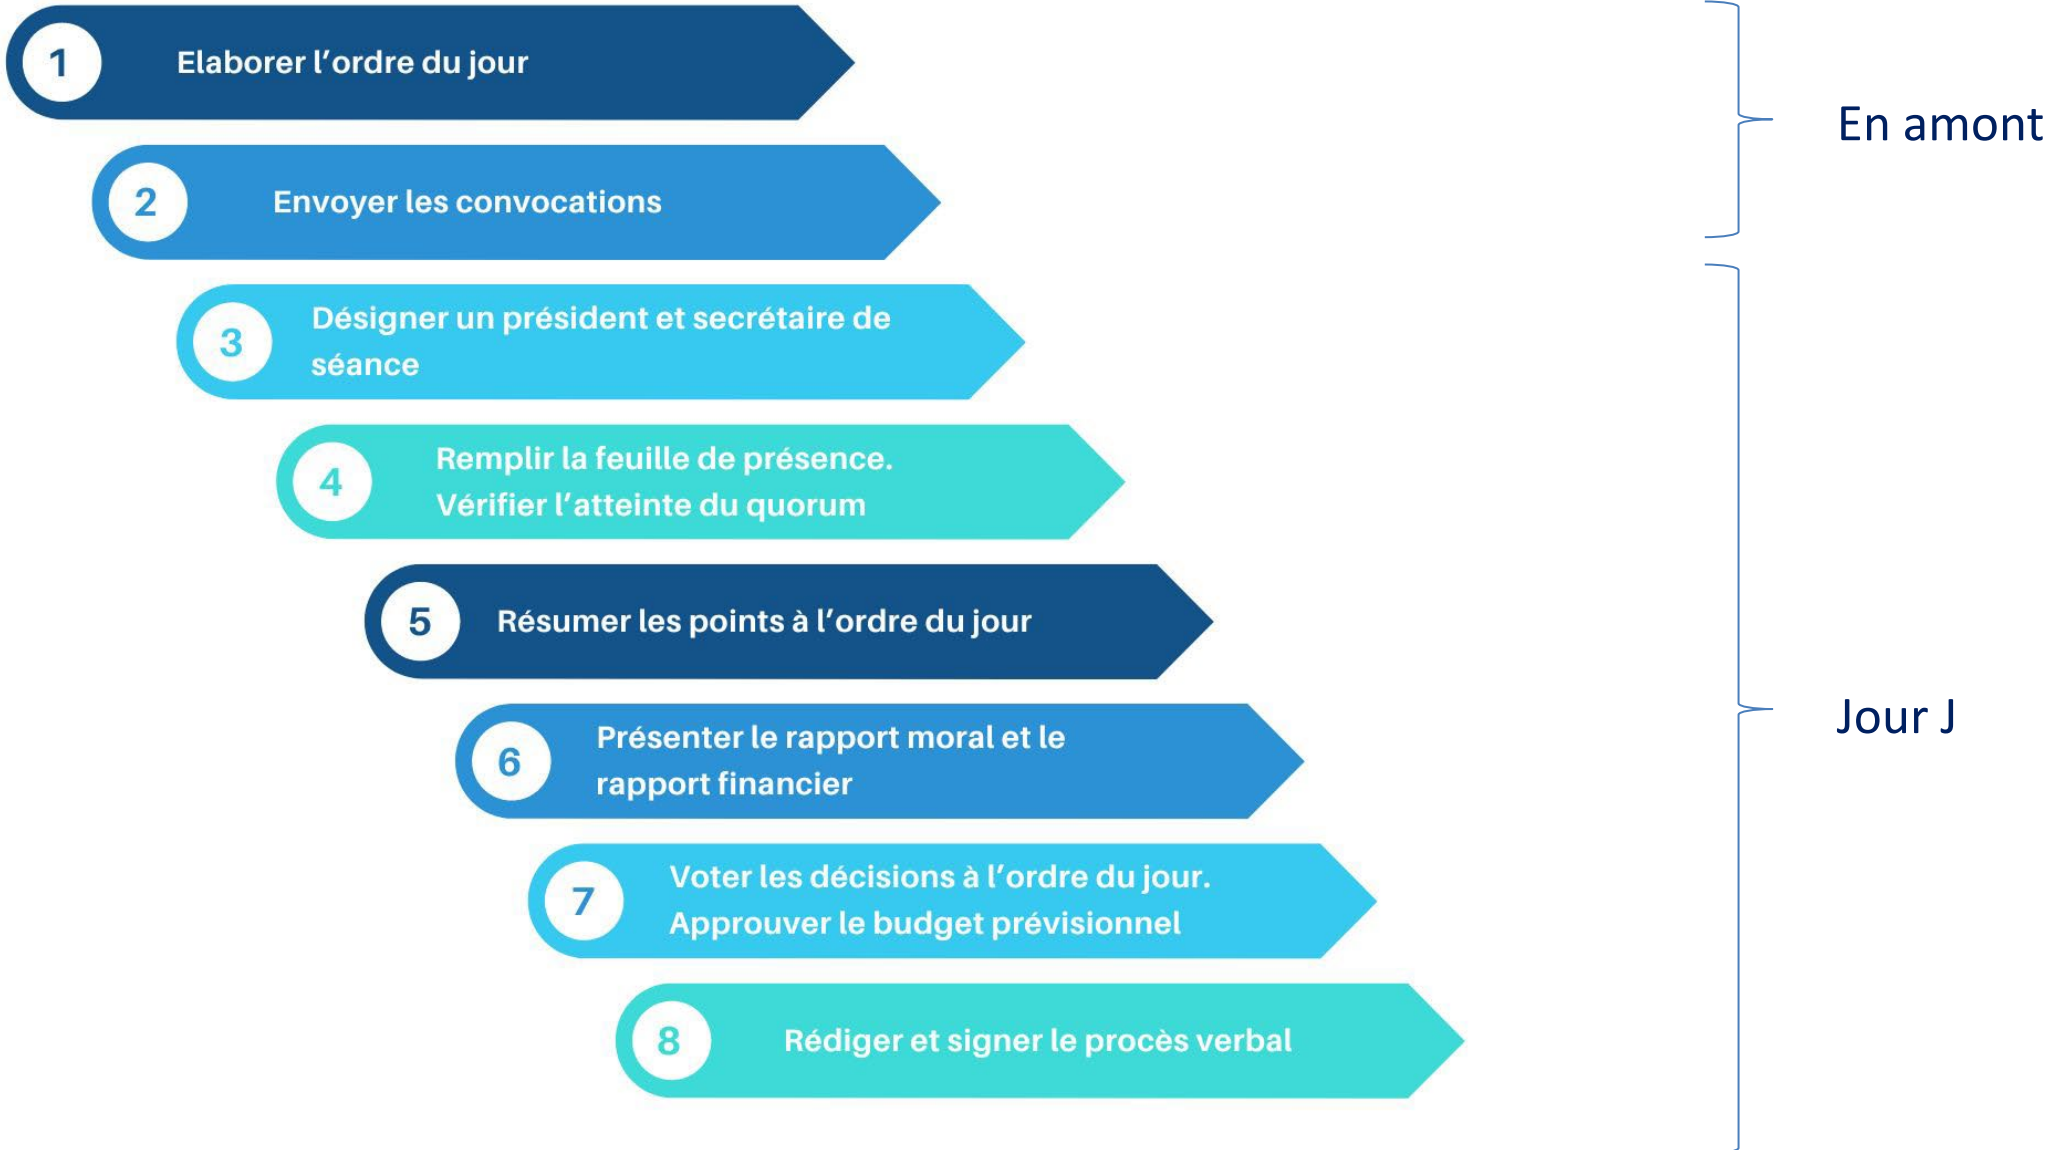 1
Elaborer l’ordre du jour
En amont
2
Envoyer les convocations
3
Désigner un président et secrétaire de
séance
4
Remplir la feuille de présence.
Vérifier l’atteinte du quorum
5
Résumer les points à l’ordre du jour
6
Présenter le rapport moral et le
rapport financier
Jour J
7
Voter les décisions à l’ordre du jour.
Approuver le budget prévisionnel
8
Rédiger et signer le procès verbal